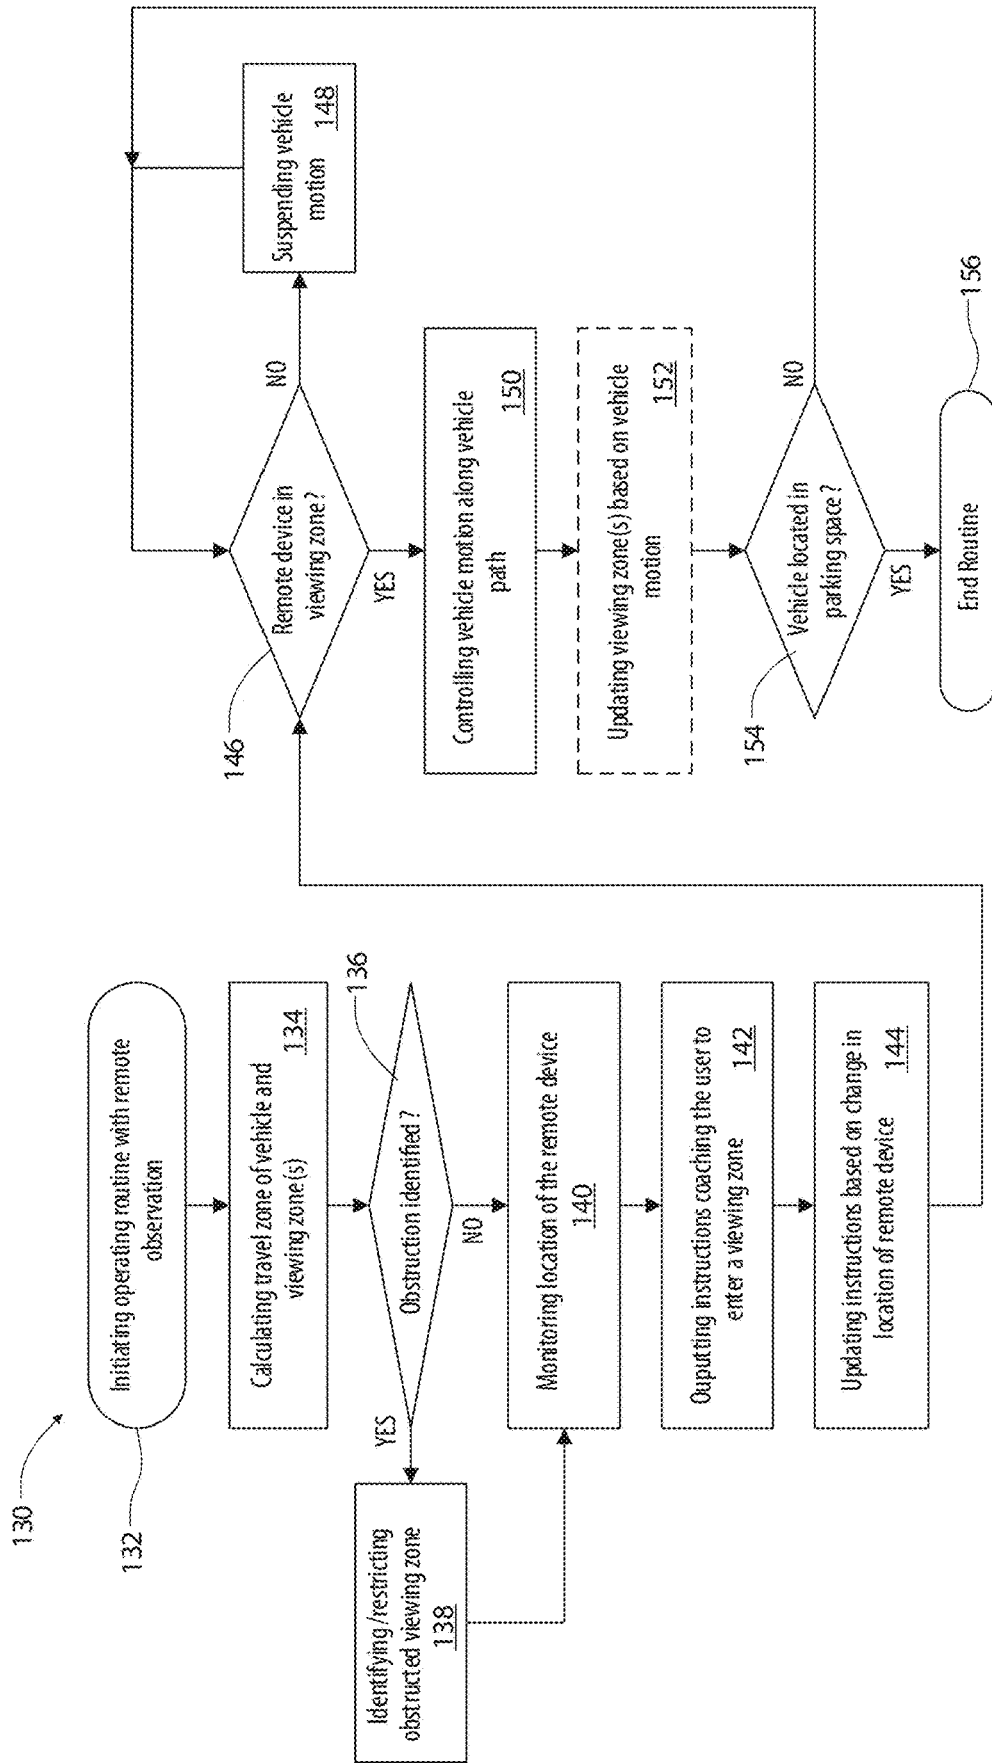 130
132
Initiating operating routine with remote
observation
Calculating travel zone of vehicle and
viewing zone(s)
134
136
Obstruction identified ?
YES
NO
Identifying/restricting
obstructed viewing zone
138
Monitoring location of the remote device
140
Ouputting instructions coaching the user to
enter a viewing zone
142
Updating instructions based on change in
location of remote device
144
146
Remote device in
viewing zone?
NO
YES
Suspending vehicle
motion
148
Controlling vehicle motion along vehicle
path
150
Updating viewing zone(s) based on vehicle
motion
152
154
Vehicle located in
parking space ?
NO
YES
End Routine
156